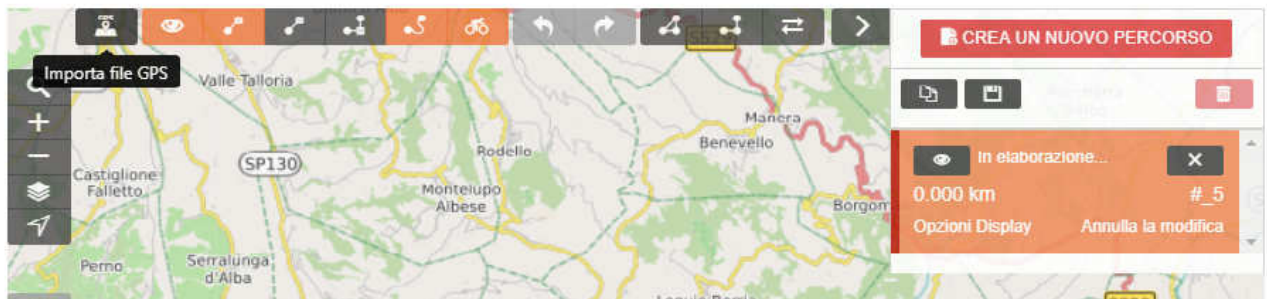 CREA UN NUOVO PERCORSO
Importa file GPS
Valle Talloria
Manera
Benevello
In elaborazione...
SP130
Rodello
Castiglione
Falletto
Montelupo
Albese
0.000 km
#_5
Borgom
Opzioni Display
Annulla la modifica
Perno
Serralunga
d'Alba